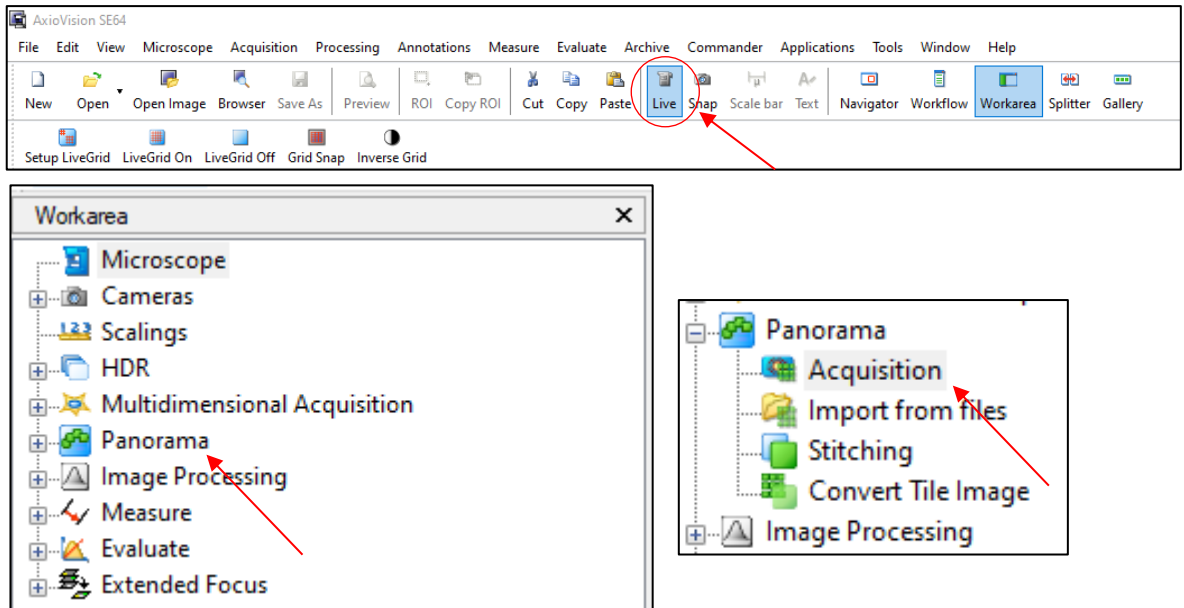 AxioVision SE64
File Edit View Microscope Acquisition Processing Annotations Measure Evaluate Archive Commander Applications Tools Window Help
New Open Open Image Browser Save As Preview ROI Copy ROI Cut Copy Paste Live Snap Scale bar Text Navigator Workflow Workarea Splitter Gallery
Setup LiveGrid LiveGrid On LiveGrid Off Grid Snap Inverse Grid
Workarea
Microscope
Cameras
Scalings
HDR
Multidimensional Acquisition
Panorama
Image Processing
Measure
Evaluate
Extended Focus
Panorama
Acquisition
Import from files
Stitching
Convert Tile Image
Image Processing